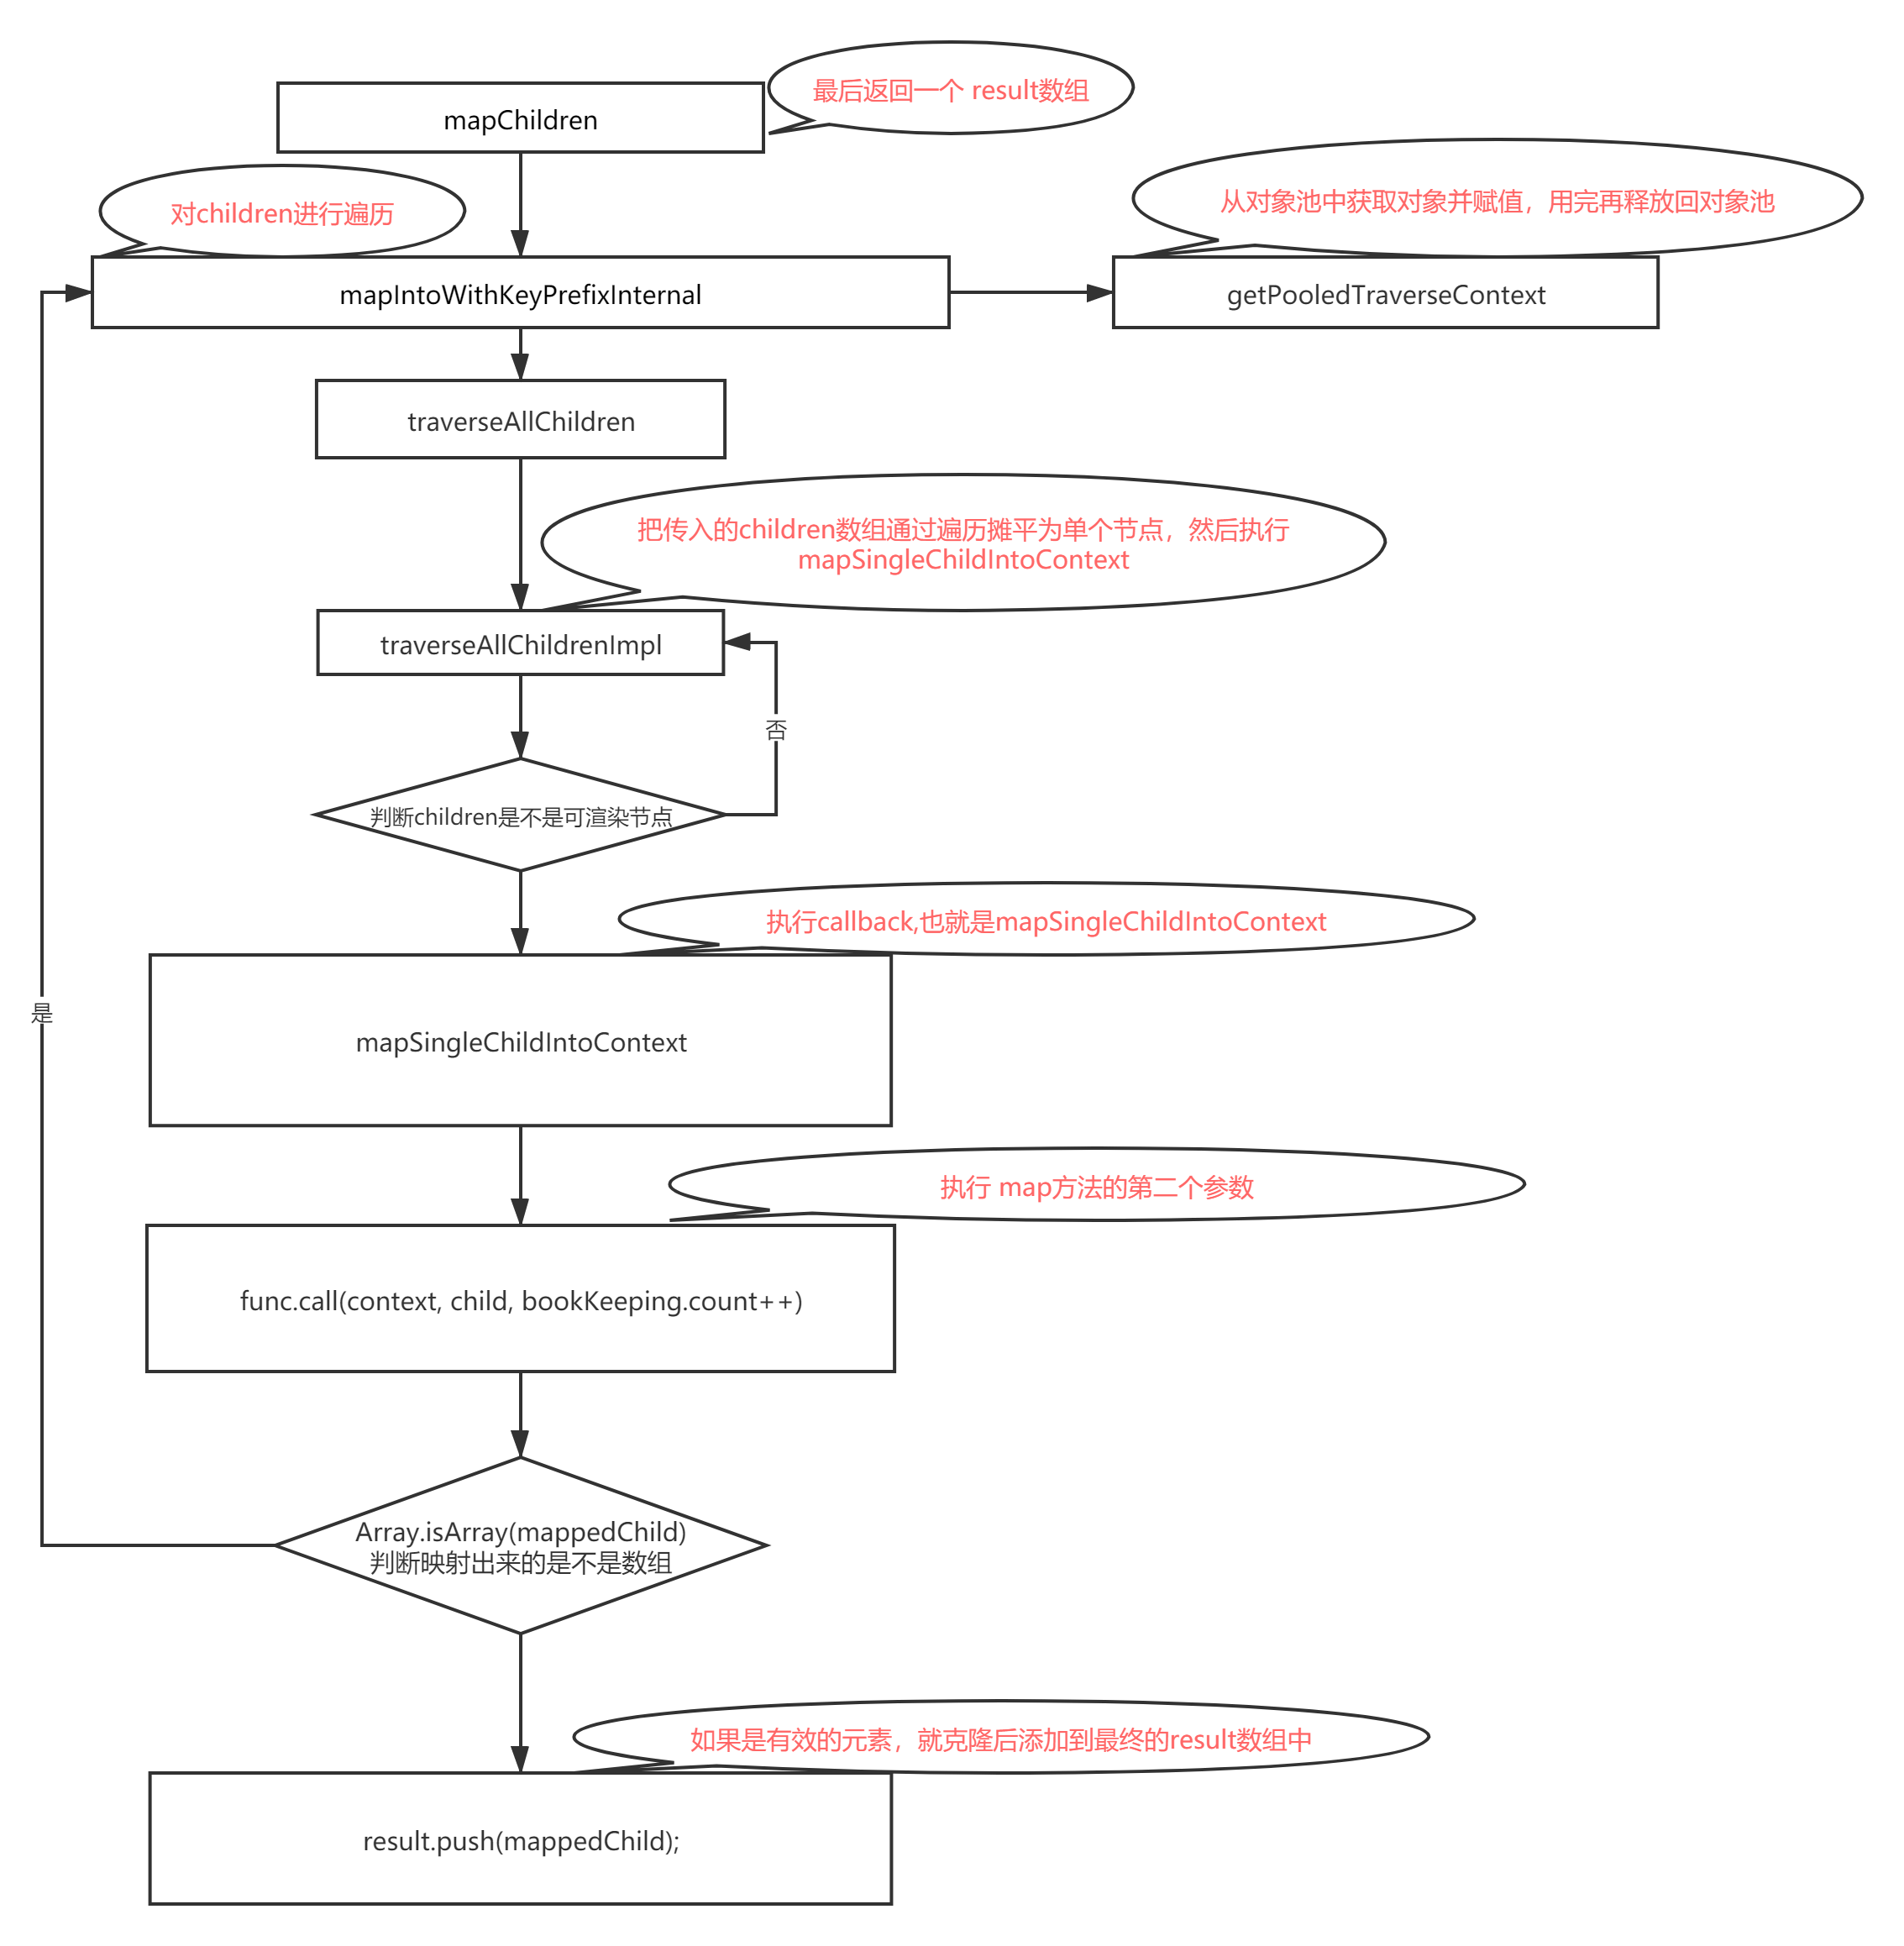 最后返回一个 result数组
mapChildren
从对象池中获取对象并赋值，用完再释放回对象池
对children进行遍历
mapIntoWithKeyPrefixInternal
getPooledTraverseContext
traverseAllChildren
把传入的children数组通过遍历摊平为单个节点，然后执行
mapSingleChildIntoContext
traverseAllChildrenImpl
否
判断children是不是可渲染节点
执行callback,也就是mapSingleChildIntoContext
是
mapSingleChildIntoContext
执行 map方法的第二个参数
func.call(context, child, bookKeeping.count++)
Array.isArray(mappedChild)
判断映射出来的是不是数组
如果是有效的元素，就克隆后添加到最终的result数组中
result.push(mappedChild);